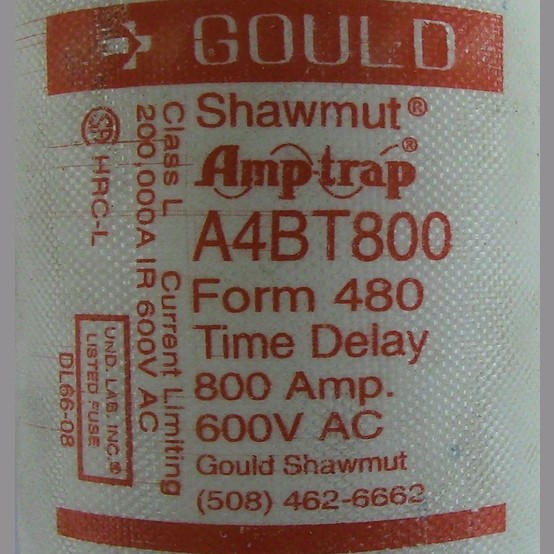 GOULD
Shawmut®
Amp-trap®
A4BT800
Form 480
Time Delay
800 Amp.
600V AC
Gould Shawmut
(508) 462-6662
Class L Current Limiting
200,000A IR 600V AC
HRC-L
UND. LAB. INC.®
LISTED FUSE
DL66-08